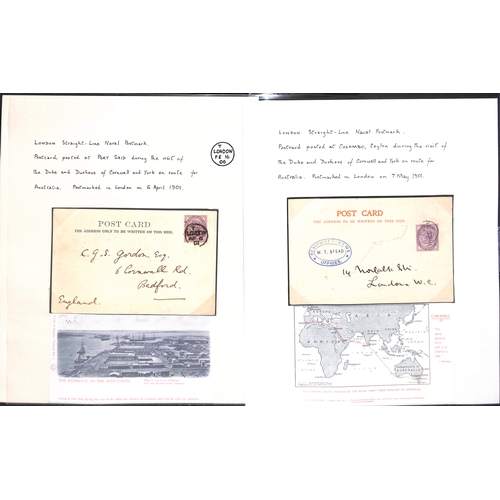 London Straight-Line Naval Postmark.
Postcard posted at Port Said during the visit of
the Duke and Duchess of Cornwall and York en route for
Australia. Postmarked in London on 6 April 1901.
T
LONDON
FE 16
00
POST CARD
THE ADDRESS ONLY TO BE WRITTEN ON THIS SIDE.
C.G.S. Gordon Esq.
6 Cornwall Rd.
Bedford.
England.
THE ENTRANCE TO THE SUEZ CANAL
London Straight-Line Naval Postmark.
Postcard posted at Colombo, Ceylon during the visit of
the Duke and Duchess of Cornwall and York en route for
Australia. Postmarked in London on 7 May 1901.
POST CARD
THE ADDRESS ONLY TO BE WRITTEN ON THIS SIDE.
W. T. STEAD
OFFICES
14 Norfolk St.
London W.C.
ASIA
AFRICA
AUSTRALIA